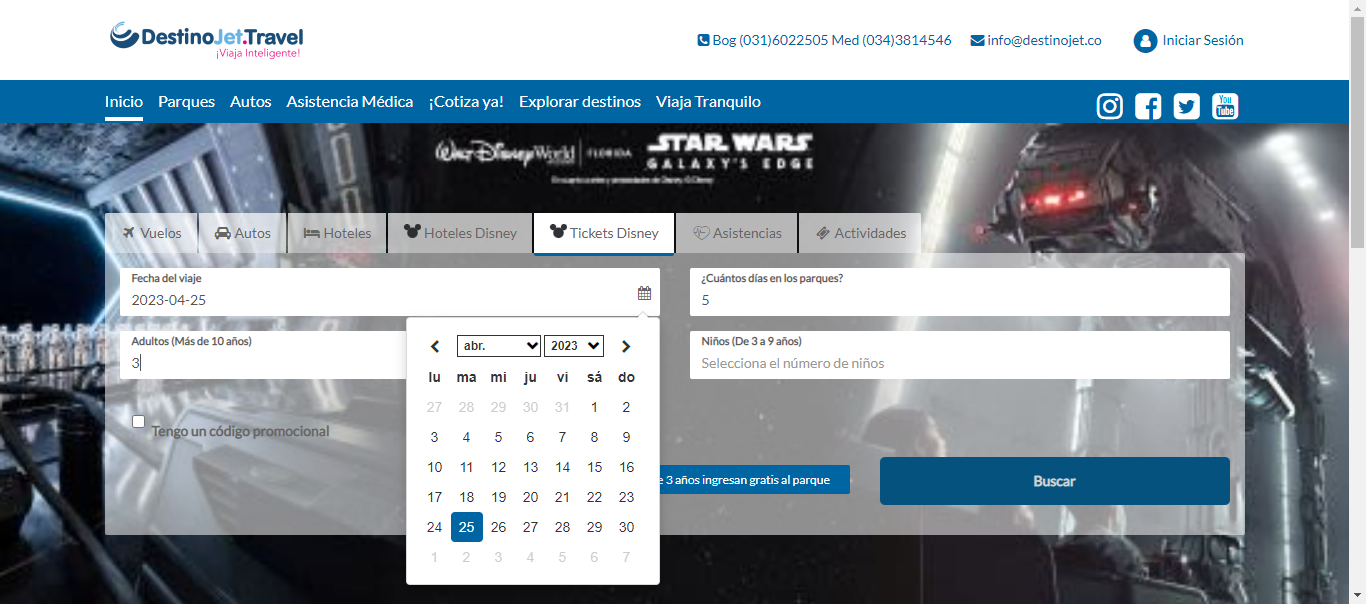 DestinoJet.Travel
¡Viaja Inteligente!
Bog (031)6022505 Med (034)3814546
info@destinojet.co
Iniciar Sesión
Inicio Parques Autos Asistencia Médica ¡Cotiza ya! Explorar destinos Viaja Tranquilo
You
Tube
Walt Disney World FLORIDA
STAR WARS
GALAXY'S EDGE
Vuelos Autos Hoteles Hoteles Disney Tickets Disney Asistencias Actividades
Fecha del viaje
2023-04-25
¿Cuántos días en los parques?
5
Adultos (Más de 10 años)
3
Niños (De 3 a 9 años)
Selecciona el número de niños
abr. 2023
lu ma mi ju vi sá do
27 28 29 30 31 1 2
3 4 5 6 7 8 9
10 11 12 13 14 15 16
17 18 19 20 21 22 23
24 25 26 27 28 29 30
1 2 3 4 5 6 7
Tengo un código promocional
3 años ingresan gratis al parque
Buscar